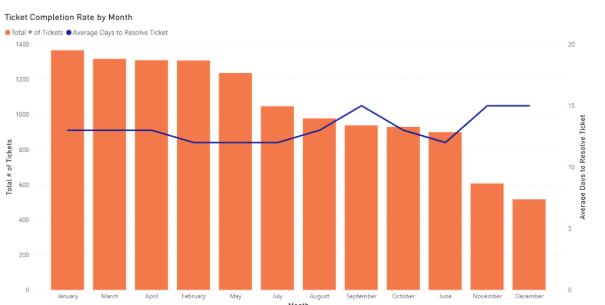 Ticket Completion Rate by Month
Total # of Tickets Average Days to Resolve Ticket
1400
1200
1000
800
600
400
200
0
Total # of Tickets
20
15
10
5
0
Average Days to Resolve Ticket
January March April February May July August September October June November December
Month